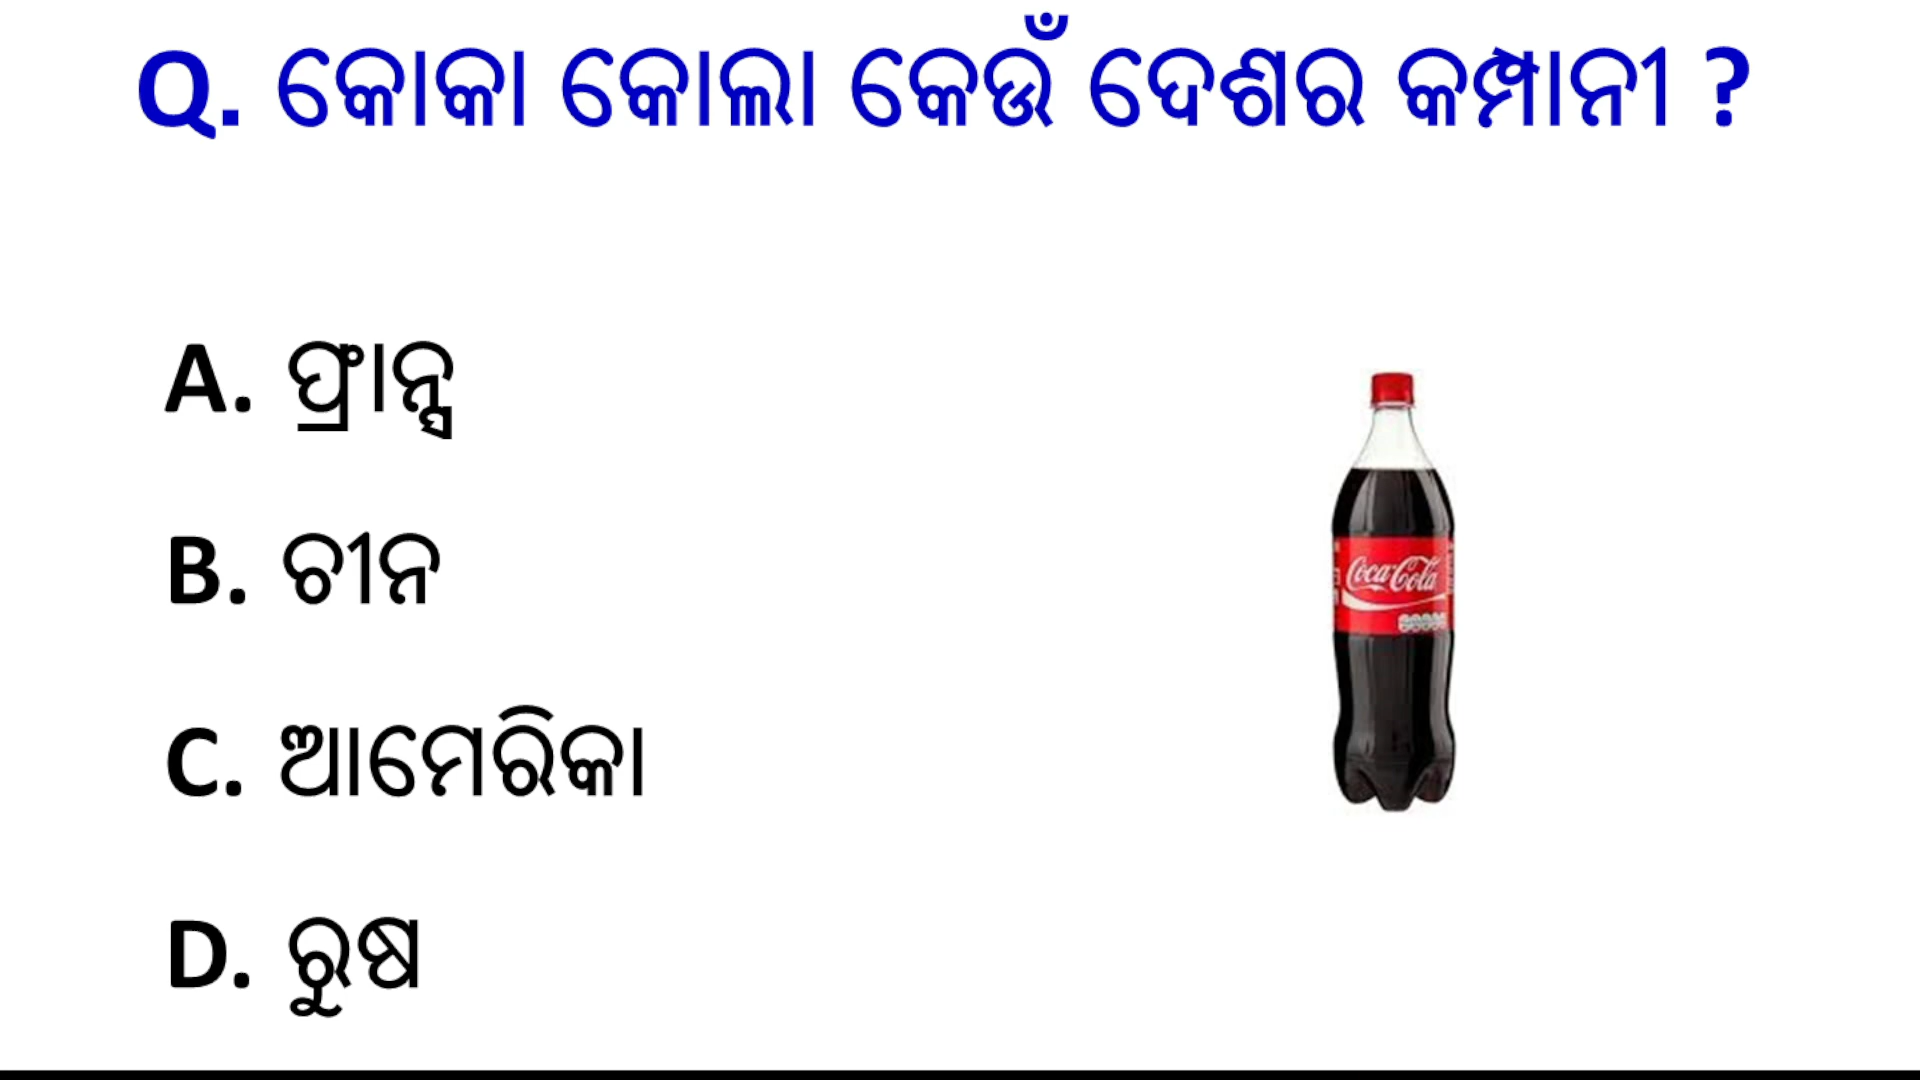 Q. କୋକା କୋଲା କେଉଁ ଦେଶର କମ୍ପାନୀ ?
A. ଫ୍ରାନ୍ସ
B. ଚୀନ
C. ଆମେରିକା
D. ରୁଷ
Coca-Cola